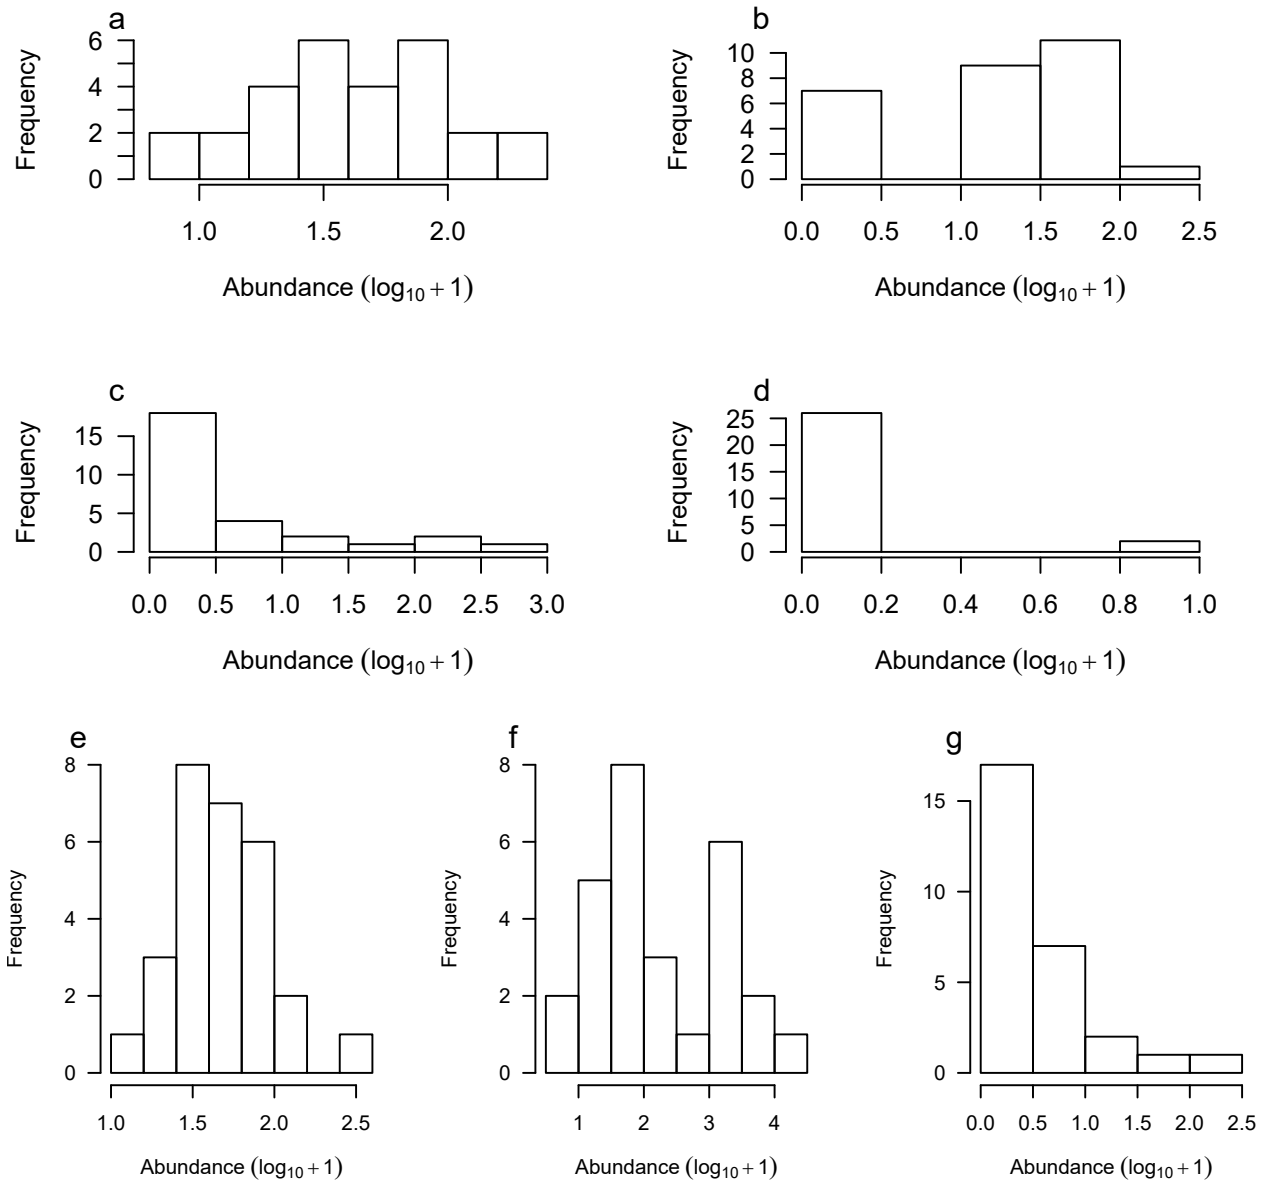 a
Frequency
6
4
2
0
1.0 1.5 2.0
Abundance (log₁₀ + 1)
b
Frequency
10
8
6
4
2
0
0.0 0.5 1.0 1.5 2.0 2.5
Abundance (log₁₀ + 1)
c
Frequency
15
10
5
0
0.0 0.5 1.0 1.5 2.0 2.5 3.0
Abundance (log₁₀ + 1)
d
Frequency
25
20
15
10
5
0
0.0 0.2 0.4 0.6 0.8 1.0
Abundance (log₁₀ + 1)
e
Frequency
8
6
4
2
0
1.0 1.5 2.0 2.5
Abundance (log₁₀ + 1)
f
Frequency
8
6
4
2
0
1 2 3 4
Abundance (log₁₀ + 1)
g
Frequency
15
10
5
0
0.0 0.5 1.0 1.5 2.0 2.5
Abundance (log₁₀ + 1)